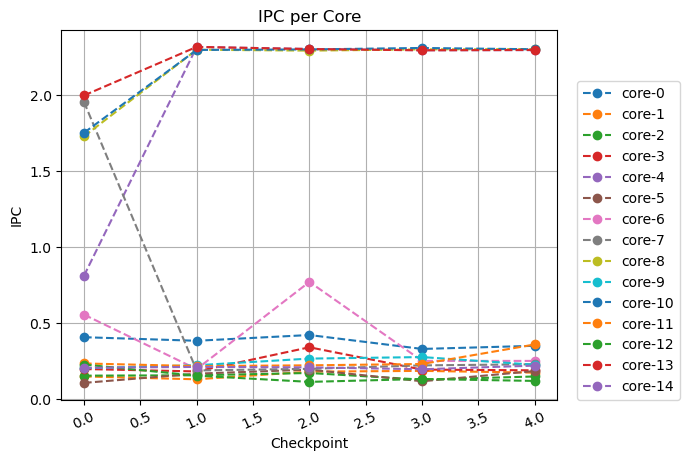 IPC per Core
IPC
2.0
1.5
1.0
0.5
0.0
0.0 0.5 1.0 1.5 2.0 2.5 3.0 3.5 4.0
Checkpoint
core-0
core-1
core-2
core-3
core-4
core-5
core-6
core-7
core-8
core-9
core-10
core-11
core-12
core-13
core-14